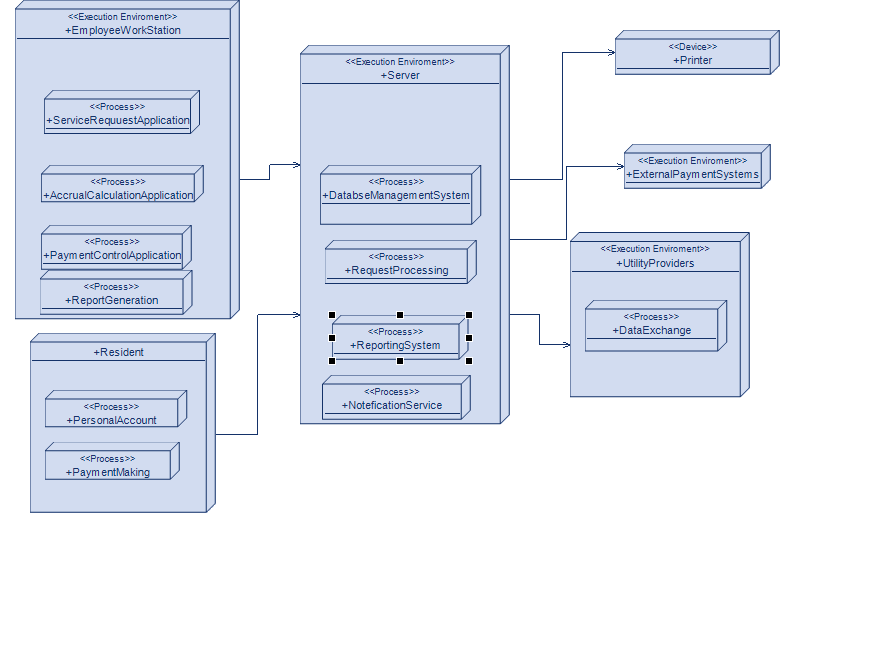 <<Execution Enviroment>>
+EmployeeWorkStation
<<Process>>
+ServiceRequuestApplication
<<Process>>
+AccrualCalculationApplication
<<Process>>
+PaymentControlApplication
<<Process>>
+ReportGeneration
+Resident
<<Process>>
+PersonalAccount
<<Process>>
+PaymentMaking
<<Execution Enviroment>>
+Server
<<Process>>
+DatabseManagementSystem
<<Process>>
+RequestProcessing
<<Process>>
+ReportingSystem
<<Process>>
+NoteficationService
<<Device>>
+Printer
<<Execution Enviroment>>
+ExternalPaymentSystems
<<Execution Enviroment>>
+UtilityProviders
<<Process>>
+DataExchange